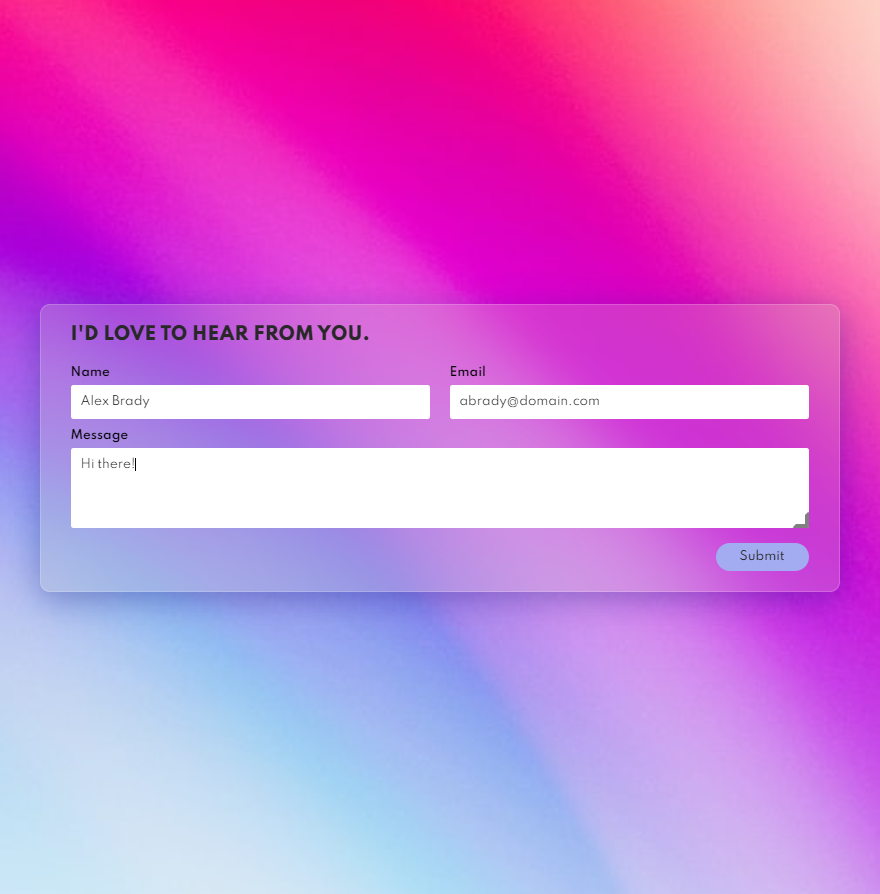 I'D LOVE TO HEAR FROM YOU.
Name
Email
Alex Brady
abrady@domain.com
Message
Hi there!
Submit